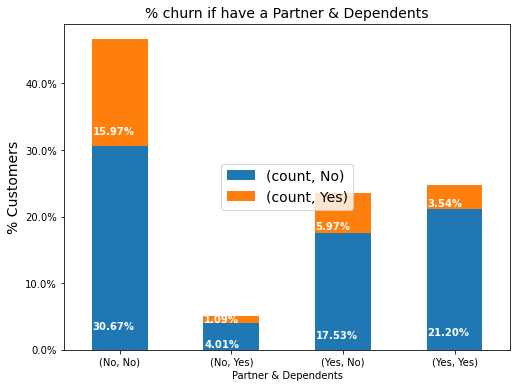 % churn if have a Partner & Dependents
% Customers
40.0%
30.0%
20.0%
10.0%
0.0%
15.97%
30.67%
1.09%
4.01%
5.97%
17.53%
3.54%
21.20%
(count, No)
(count, Yes)
(No, No) (No, Yes) (Yes, No) (Yes, Yes)
Partner & Dependents